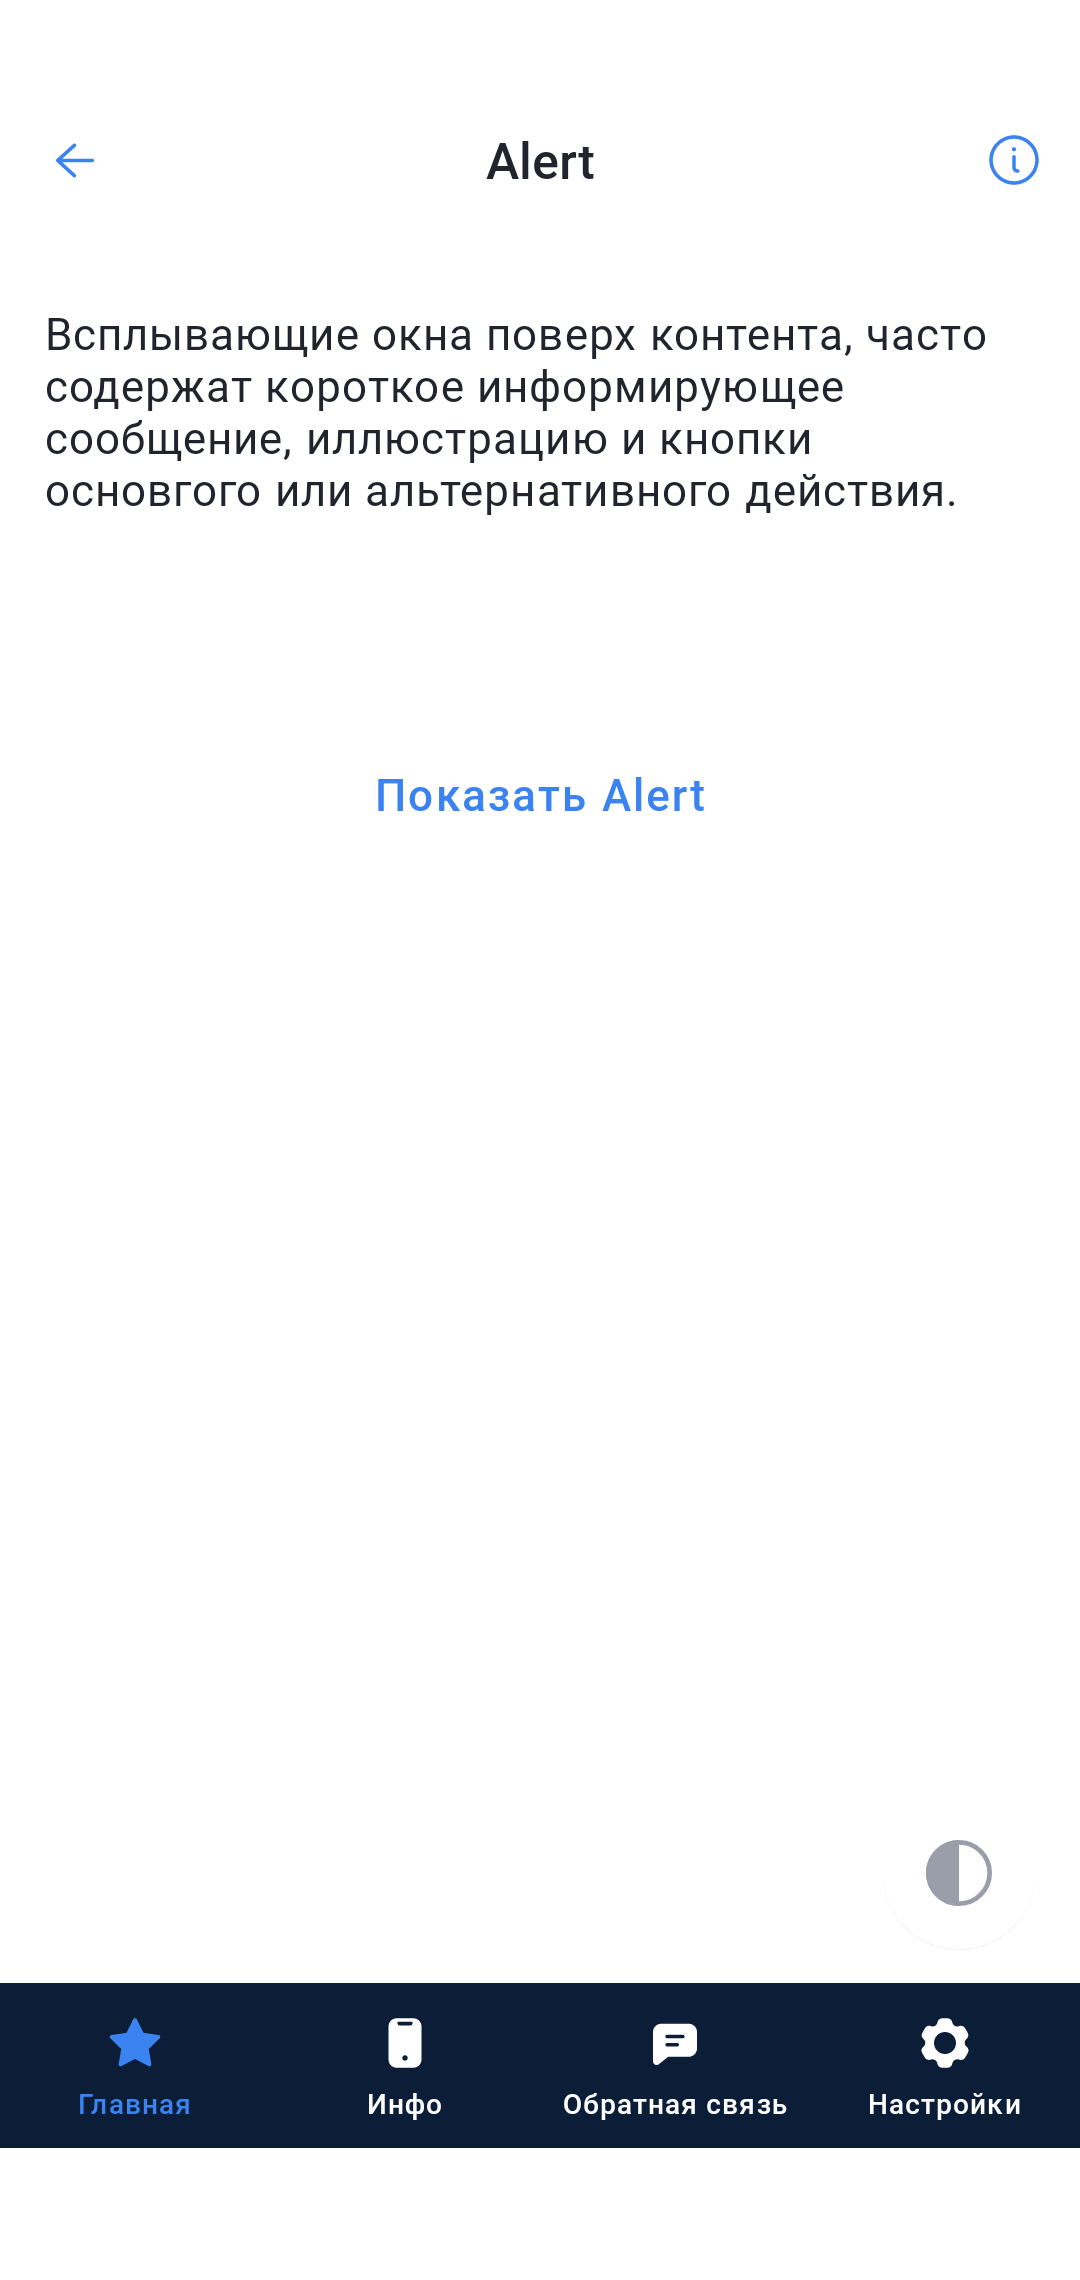 Alert
Всплывающие окна поверх контента, часто
содержат короткое информирующее
сообщение, иллюстрацию и кнопки
основгого или альтернативного действия.
Показать Alert
Главная
Инфо
Обратная связь
Настройки